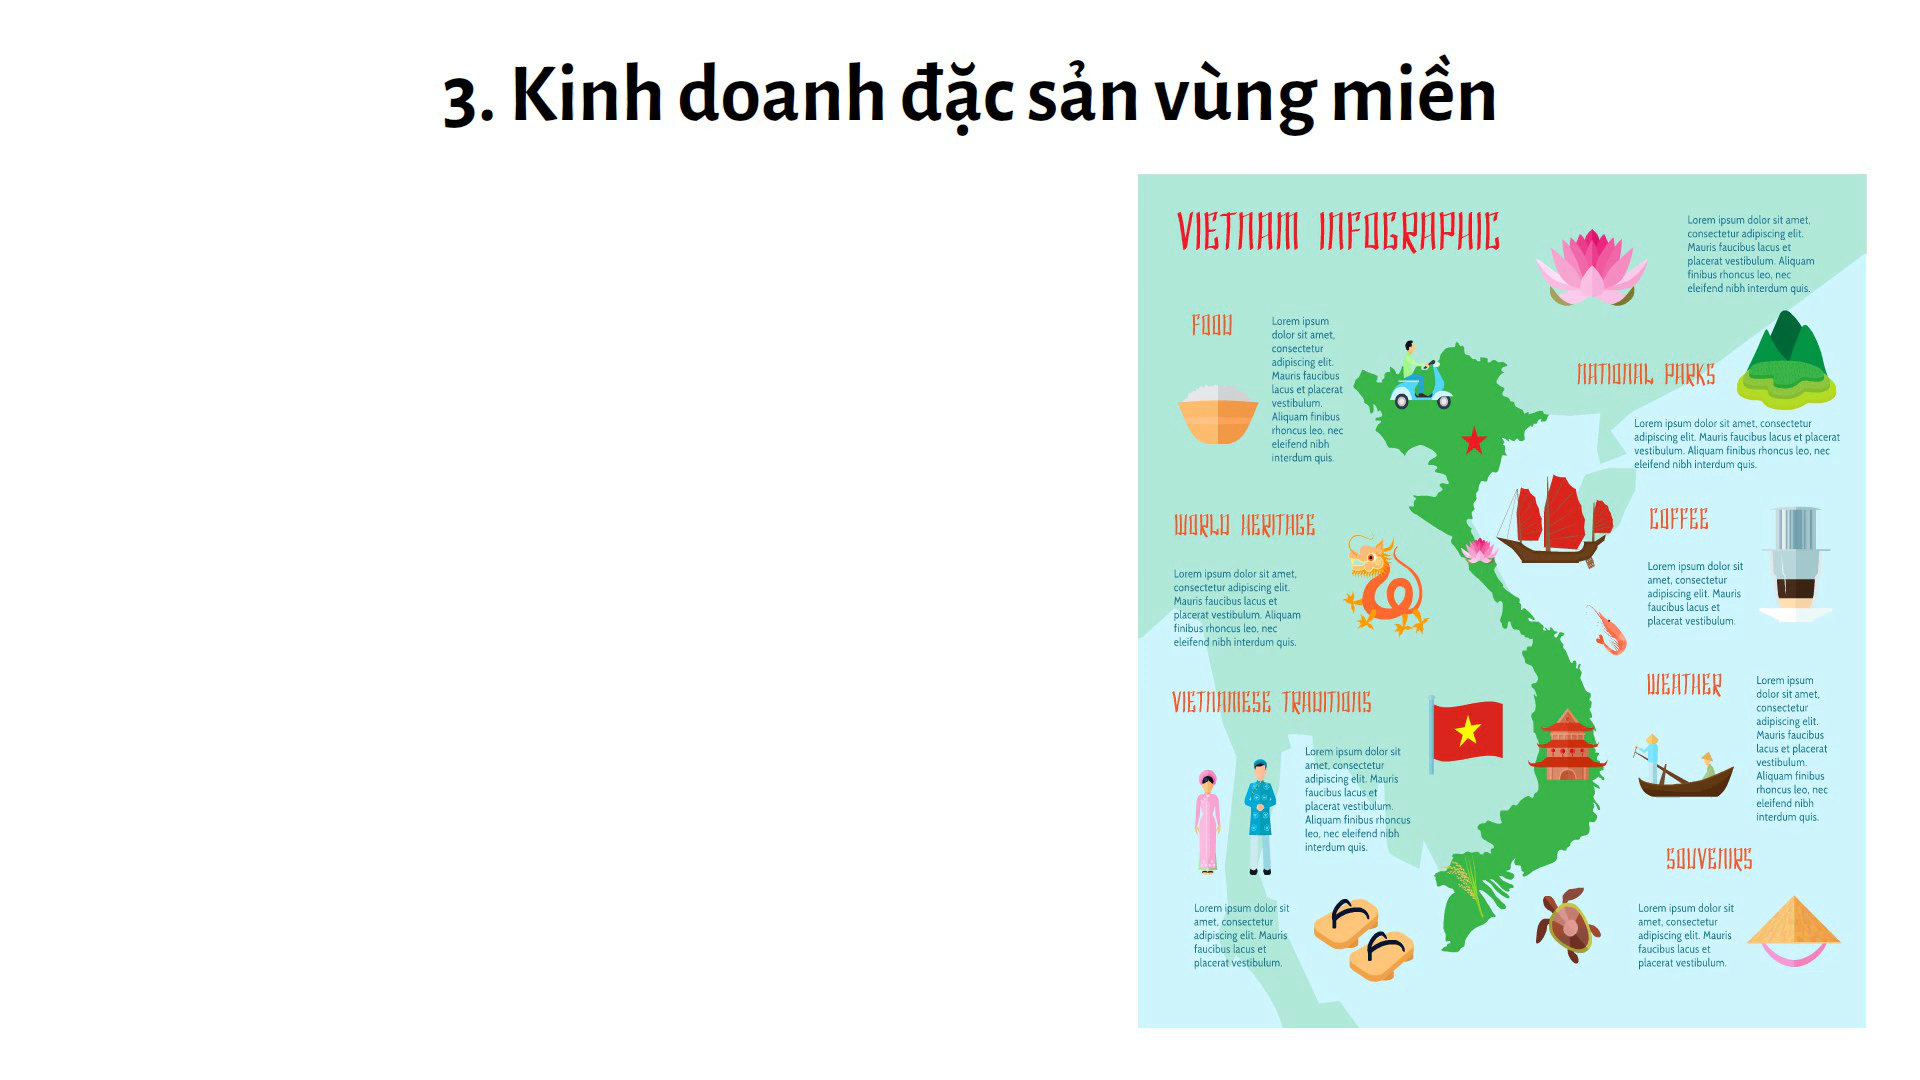 3. Kinh doanh đặc sản vùng miền
VIETNAM INFOGRAPHIC
Lorem ipsum dolor sit amet,
consectetur adipiscing elit.
Mauris faucibus lacus et
placerat vestibulum. Aliquam
finibus rhoncus leo, nec
eleifend nibh interdum quis.
FOOD
Lorem ipsum
dolor sit amet,
consectetur
adipiscing elit.
Mauris faucibus
lacus et placerat
vestibulum.
Aliquam finibus
rhoncus leo, nec
eleifend nibh
interdum quis.
NATIONAL PARKS
Lorem ipsum dolor sit amet, consectetur
adipiscing elit. Mauris faucibus lacus et placerat
vestibulum. Aliquam finibus rhoncus leo, nec
eleifend nibh interdum quis.
WORLD HERITAGE
Lorem ipsum dolor sit amet,
consectetur adipiscing elit.
Mauris faucibus lacus et
placerat vestibulum. Aliquam
finibus rhoncus leo, nec
eleifend nibh interdum quis.
COFFEE
Lorem ipsum dolor sit
amet, consectetur
adipiscing elit. Mauris
faucibus lacus et
placerat vestibulum.
VIETNAMESE TRADITIONS
Lorem ipsum dolor sit
amet, consectetur
adipiscing elit. Mauris
faucibus lacus et
placerat vestibulum.
Aliquam finibus rhoncus
leo, nec eleifend nibh
interdum quis.
WEATHER
Lorem ipsum
dolor sit amet,
consectetur
adipiscing elit.
Mauris faucibus
lacus et placerat
vestibulum.
Aliquam finibus
rhoncus leo, nec
eleifend nibh
interdum quis.
Lorem ipsum dolor sit
amet, consectetur
adipiscing elit. Mauris
faucibus lacus et
placerat vestibulum.
SOUVENIRS
Lorem ipsum dolor sit
amet, consectetur
adipiscing elit. Mauris
faucibus lacus et
placerat vestibulum.